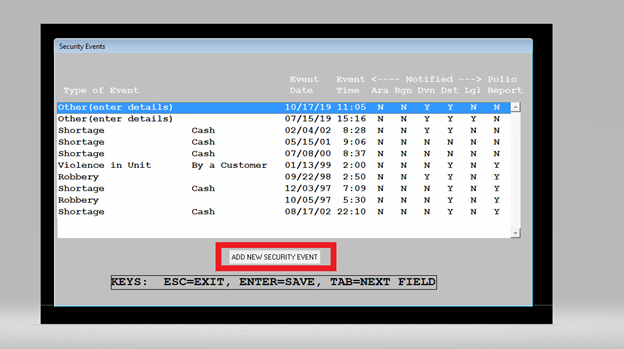 Security Events
Event Event <---- Notified ---> Polic
Type of Event Date Time Ara Rgn Dvn Dst Lgl Report
Other(enter details) 10/17/19 11:05 N N Y Y N N
Other(enter details) 07/15/19 15:16 N N Y Y Y N
Shortage Cash 02/04/02 8:28 N N Y Y N N
Shortage Cash 05/15/01 9:06 N N N N N N
Shortage Cash 07/08/00 8:37 N N N Y N N
Violence in Unit By a Customer 01/13/99 2:00 N N Y Y N Y
Robbery 09/22/98 2:50 N N Y Y N Y
Shortage Cash 12/03/97 7:09 N N N Y N Y
Robbery 10/05/97 5:30 N N N Y N Y
Shortage Cash 08/17/02 22:10 N N N Y N Y
ADD NEW SECURITY EVENT
KEYS: ESC=EXIT, ENTER=SAVE, TAB=NEXT FIELD